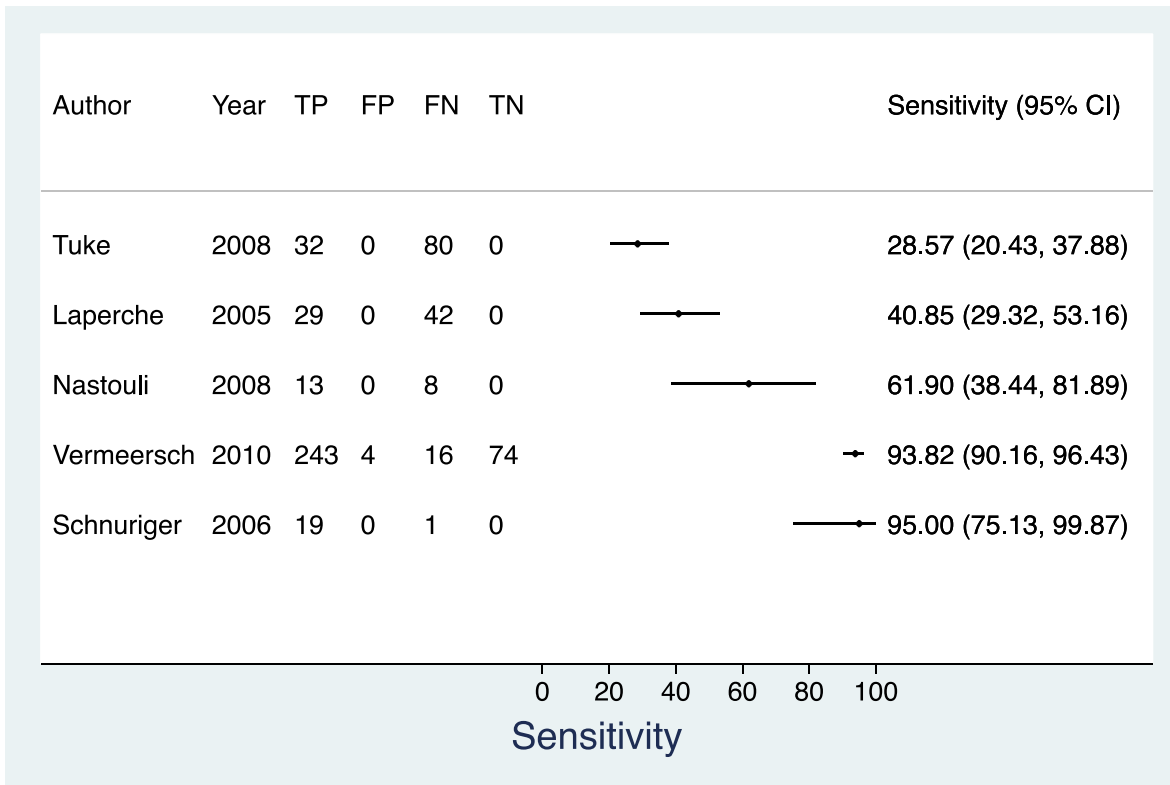 Author Year TP FP FN TN Sensitivity (95% CI)
Tuke 2008 32 0 80 0 28.57 (20.43, 37.88)
Laperche 2005 29 0 42 0 40.85 (29.32, 53.16)
Nastouli 2008 13 0 8 0 61.90 (38.44, 81.89)
Vermeersch 2010 243 4 16 74 93.82 (90.16, 96.43)
Schnuriger 2006 19 0 1 0 95.00 (75.13, 99.87)
0 20 40 60 80 100
Sensitivity